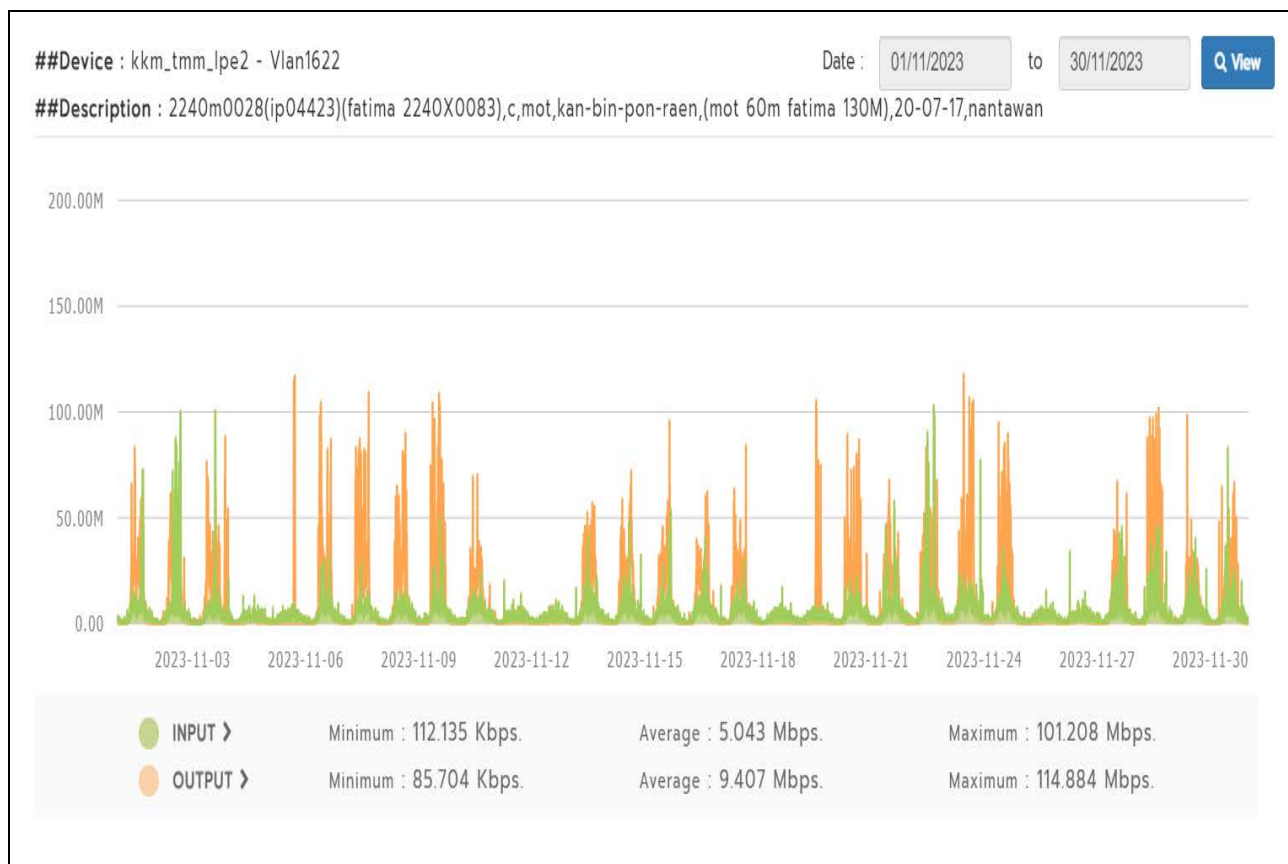 ##Device : kkm_tmm_lpe2 - Vlan1622
Date : 01/11/2023 to 30/11/2023 View
##Description : 2240m0028(ip04423)(fatima 2240X0083),c,mot,kan-bin-pon-raen,(mot 60m fatima 130M),20-07-17,nantawan
200.00M
150.00M
100.00M
50.00M
0.00
2023-11-03 2023-11-06 2023-11-09 2023-11-12 2023-11-15 2023-11-18 2023-11-21 2023-11-24 2023-11-27 2023-11-30
INPUT > Minimum : 112.135 Kbps. Average : 5.043 Mbps. Maximum : 101.208 Mbps.
OUTPUT > Minimum : 85.704 Kbps. Average : 9.407 Mbps. Maximum : 114.884 Mbps.